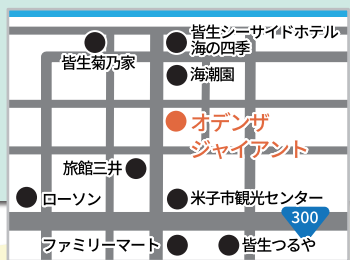 皆生シーサイドホテル
海の四季
皆生菊乃家
海潮園
オデンザ
ジャイアント
旅館三井
ローソン
米子市観光センター
300
ファミリーマート
皆生つるや